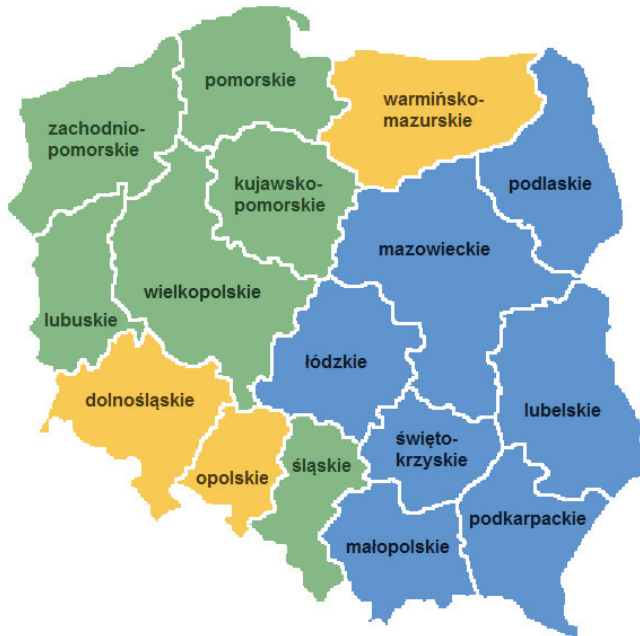 pomorskie
warmińsko-
mazurskie
zachodnio-
pomorskie
kujawsko-
pomorskie
podlaskie
mazowieckie
wielkopolskie
lubuskie
łódzkie
dolnośląskie
lubelskie
święto-
krzyskie
śląskie
opolskie
podkarpackie
małopolskie